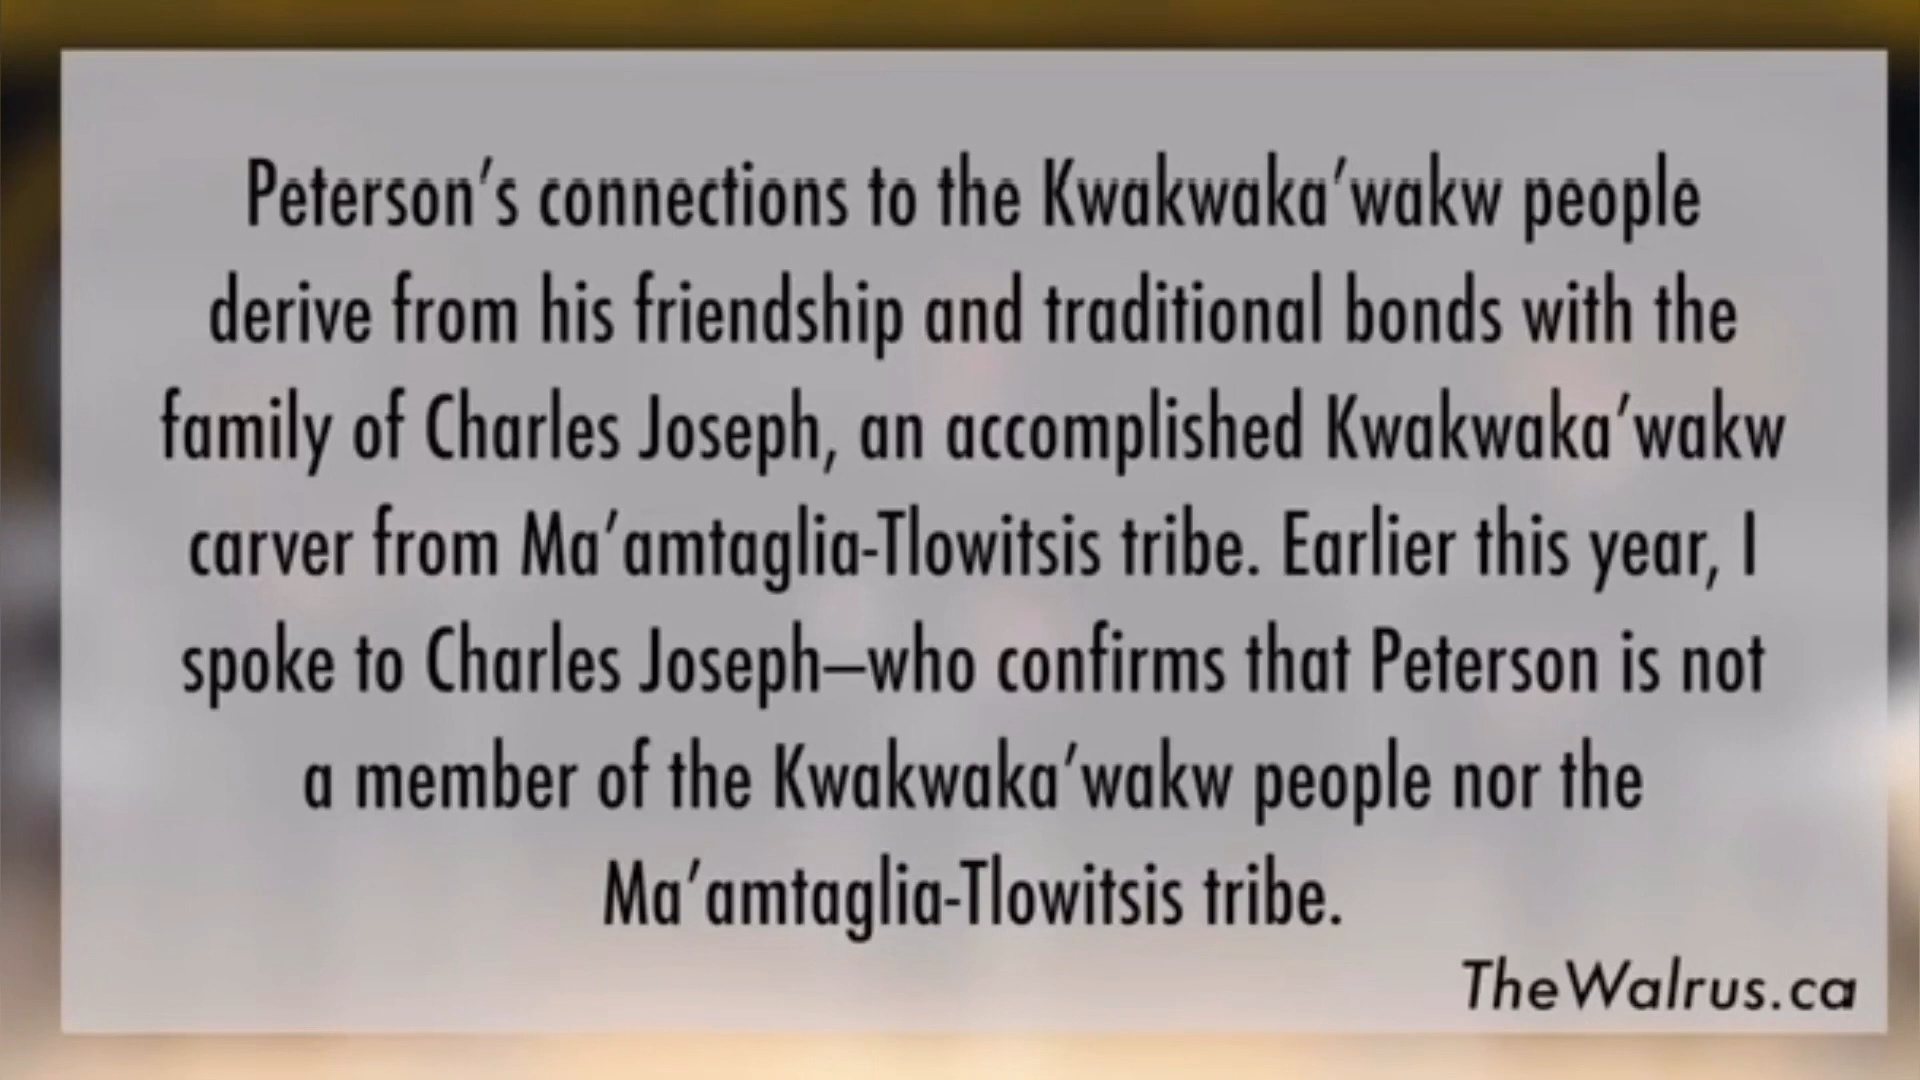 Peterson’s connections to the Kwakwaka’wakw people
derive from his friendship and traditional bonds with the
family of Charles Joseph, an accomplished Kwakwaka’wakw
carver from Ma’amtaglia-Tlowitsis tribe. Earlier this year, I
spoke to Charles Joseph—who confirms that Peterson is not
a member of the Kwakwaka’wakw people nor the
Ma’amtaglia-Tlowitsis tribe.
TheWalrus.ca